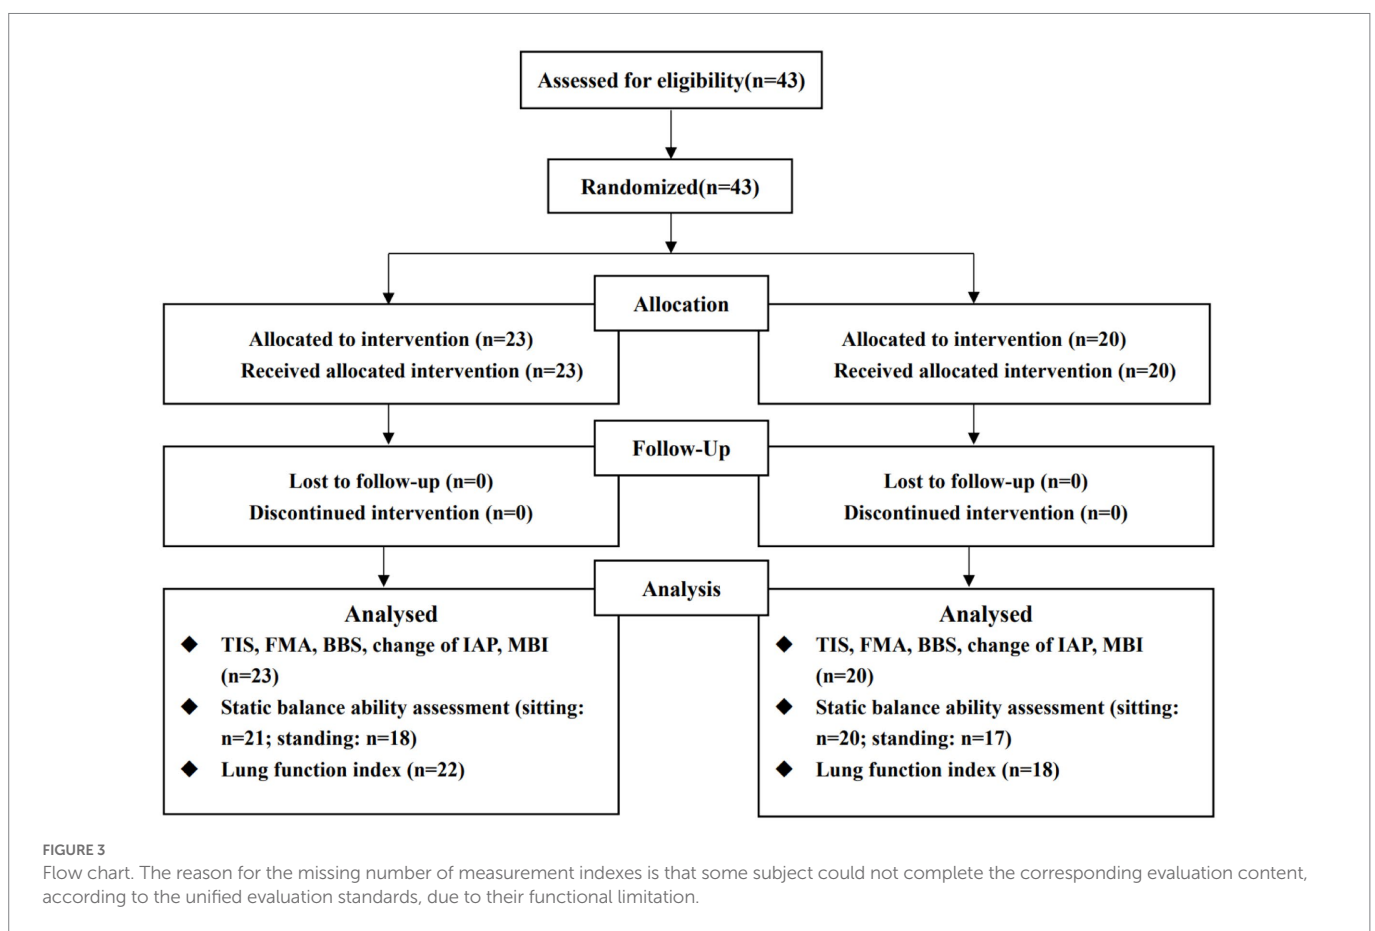 Assessed for eligibility(n=43)
Randomized(n=43)
Allocation
Allocated to intervention (n=23)
Received allocated intervention (n=23)
Allocated to intervention (n=20)
Received allocated intervention (n=20)
Follow-Up
Lost to follow-up (n=0)
Discontinued intervention (n=0)
Lost to follow-up (n=0)
Discontinued intervention (n=0)
Analysis
Analysed
◆ TIS, FMA, BBS, change of IAP, MBI
(n=23)
◆ Static balance ability assessment (sitting:
n=21; standing: n=18)
◆ Lung function index (n=22)
Analysed
◆ TIS, FMA, BBS, change of IAP, MBI
(n=20)
◆ Static balance ability assessment (sitting:
n=20; standing: n=17)
◆ Lung function index (n=18)
FIGURE 3
Flow chart. The reason for the missing number of measurement indexes is that some subject could not complete the corresponding evaluation content,
according to the unified evaluation standards, due to their functional limitation.